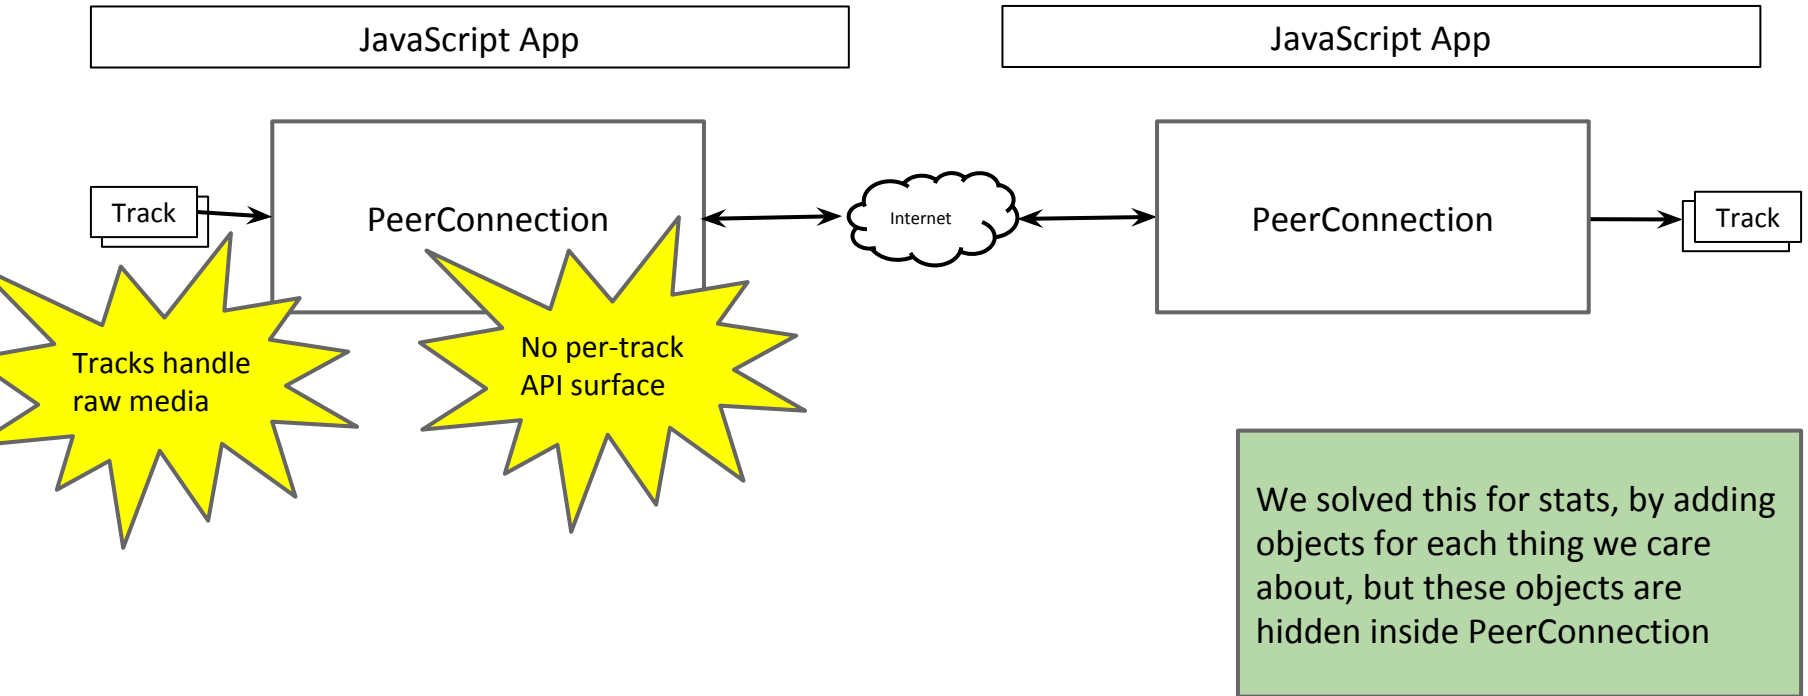 JavaScript App
JavaScript App
Track
PeerConnection
Internet
PeerConnection
Track
Tracks handle
raw media
No per-track
API surface
We solved this for stats, by adding
objects for each thing we care
about, but these objects are
hidden inside PeerConnection